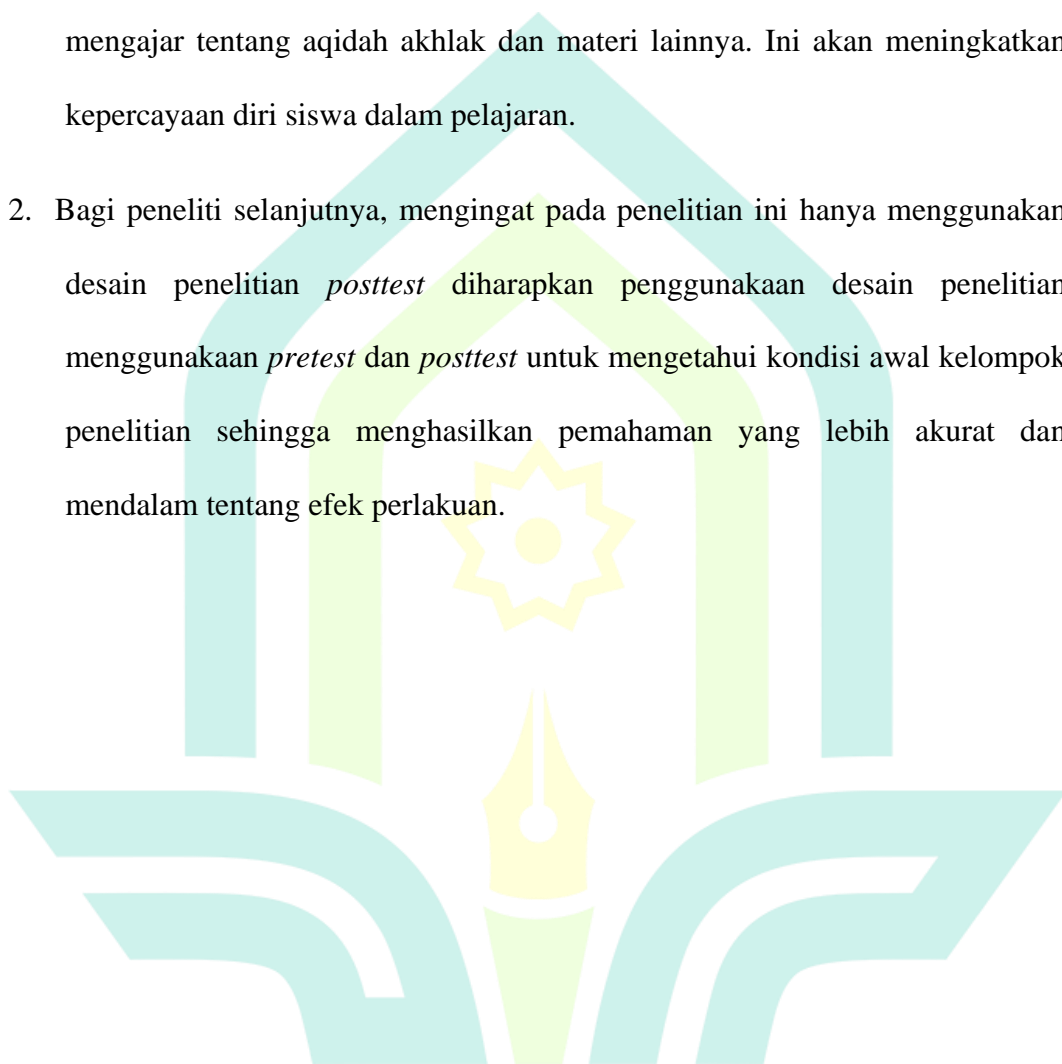 mengajar tentang aqidah akhlak dan materi lainnya. Ini akan meningkatkan
kepercayaan diri siswa dalam pelajaran.
2. Bagi peneliti selanjutnya, mengingat pada penelitian ini hanya menggunakan
desain penelitian posttest diharapkan penggunakaan desain penelitian
menggunakaan pretest dan posttest untuk mengetahui kondisi awal kelompok
penelitian sehingga menghasilkan pemahaman yang lebih akurat dan
mendalam tentang efek perlakuan.